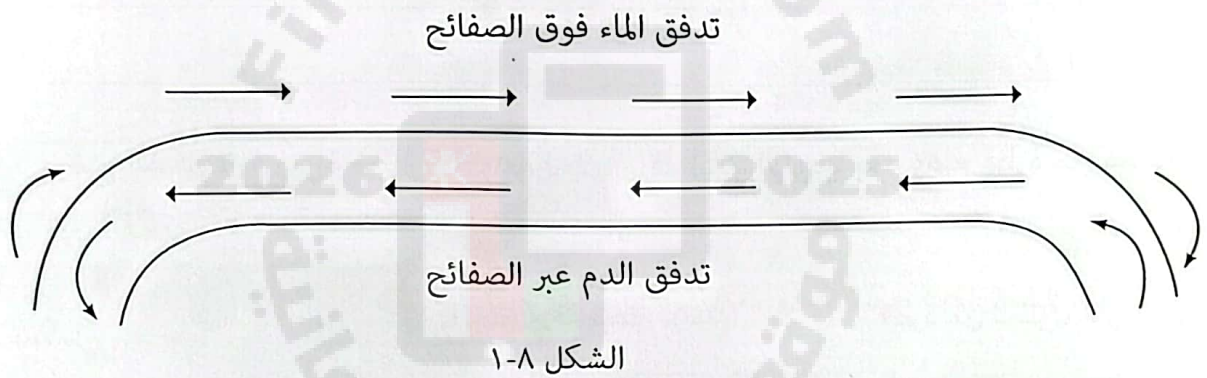 تدفق الماء فوق الصفائح
2026
2025
تدفق الدم عبر الصفائح
الشكل ٨-١